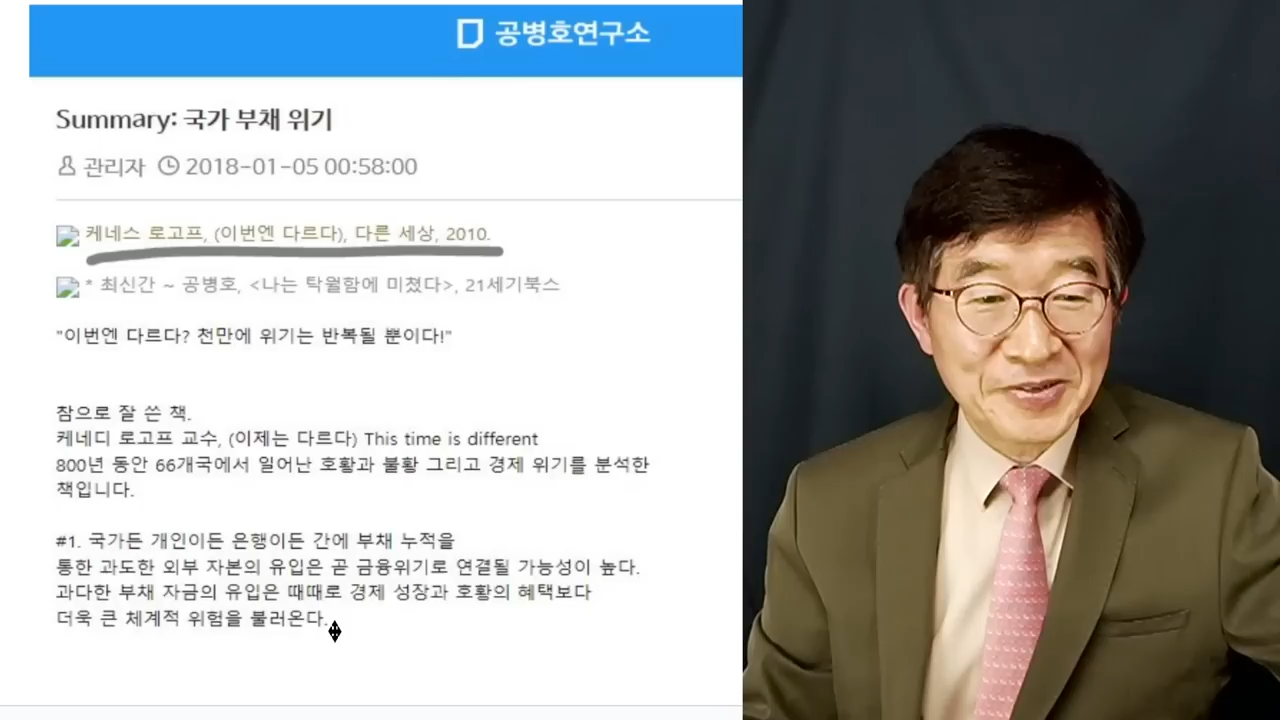 공병호연구소
Summary: 국가 부채 위기
관리자 2018-01-05 00:58:00
케네스 로고프, (이번엔 다르다), 다른 세상, 2010.
* 최신간 ~ 공병호, <나는 탁월함에 미쳤다>, 21세기북스
"이번엔 다르다? 천만에 위기는 반복될 뿐이다!"
참으로 잘 쓴 책.
케네디 로고프 교수, (이제는 다르다) This time is different
800년 동안 66개국에서 일어난 호황과 불황 그리고 경제 위기를 분석한
책입니다.
#1. 국가든 개인이든 은행이든 간에 부채 누적을
통한 과도한 외부 자본의 유입은 곧 금융위기로 연결될 가능성이 높다.
과다한 부채 자금의 유입은 때때로 경제 성장과 호황의 혜택보다
더욱 큰 체계적 위험을 불러온다.